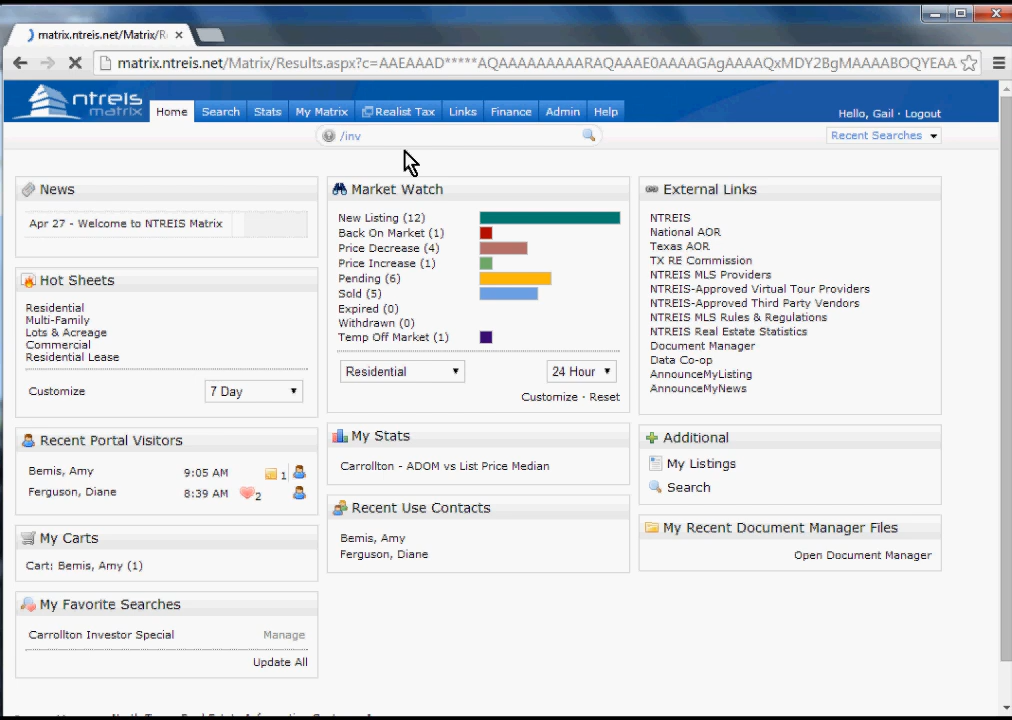 matrix.ntreis.net/Matrix/R
matrix.ntreis.net/Matrix/Results.aspx?c=AAEAAAD*****AQAAAAAAAAARAQAAAE0AAAAGAgAAAAQxMDY2BgMAAAABOQYEAA
ntreis
matrix
Home Search Stats My Matrix Realist Tax Links Finance Admin Help
Hello, Gail · Logout
/inv
Recent Searches
News
Apr 27 - Welcome to NTREIS Matrix
Hot Sheets
Residential
Multi-Family
Lots & Acreage
Commercial
Residential Lease
Customize 7 Day
Recent Portal Visitors
Bemis, Amy 9:05 AM 1
Ferguson, Diane 8:39 AM 2
My Carts
Cart: Bemis, Amy (1)
My Favorite Searches
Carrollton Investor Special Manage
Update All
Market Watch
New Listing (12)
Back On Market (1)
Price Decrease (4)
Price Increase (1)
Pending (6)
Sold (5)
Expired (0)
Withdrawn (0)
Temp Off Market (1)
Residential 24 Hour
Customize · Reset
My Stats
Carrollton - ADOM vs List Price Median
Recent Use Contacts
Bemis, Amy
Ferguson, Diane
External Links
NTREIS
National AOR
Texas AOR
TX RE Commission
NTREIS MLS Providers
NTREIS-Approved Virtual Tour Providers
NTREIS-Approved Third Party Vendors
NTREIS MLS Rules & Regulations
NTREIS Real Estate Statistics
Document Manager
Data Co-op
AnnounceMyListing
AnnounceMyNews
Additional
My Listings
Search
My Recent Document Manager Files
Open Document Manager